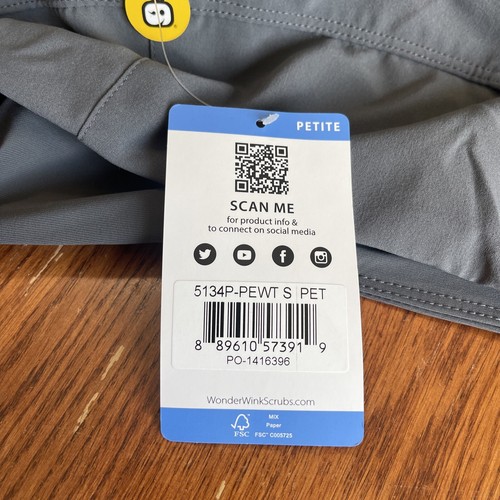 PETITE
SCAN ME
for product info &
to connect on social media
5134P-PEWT S PET
8 89610 57391 9
PO-1416396
WonderWinkScrubs.com
MIX
Paper
FSC
FSC® C005725